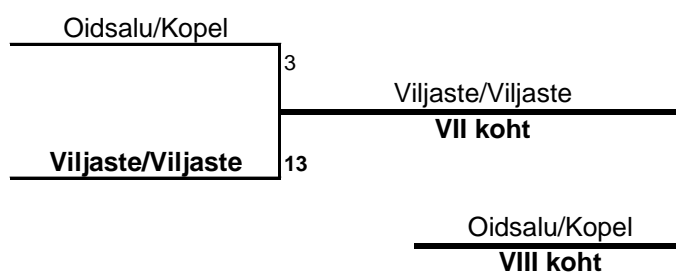 Oidsalu/Kopel
3
Viljaste/Viljaste
VII koht
Viljaste/Viljaste 13
Oidsalu/Kopel
VIII koht